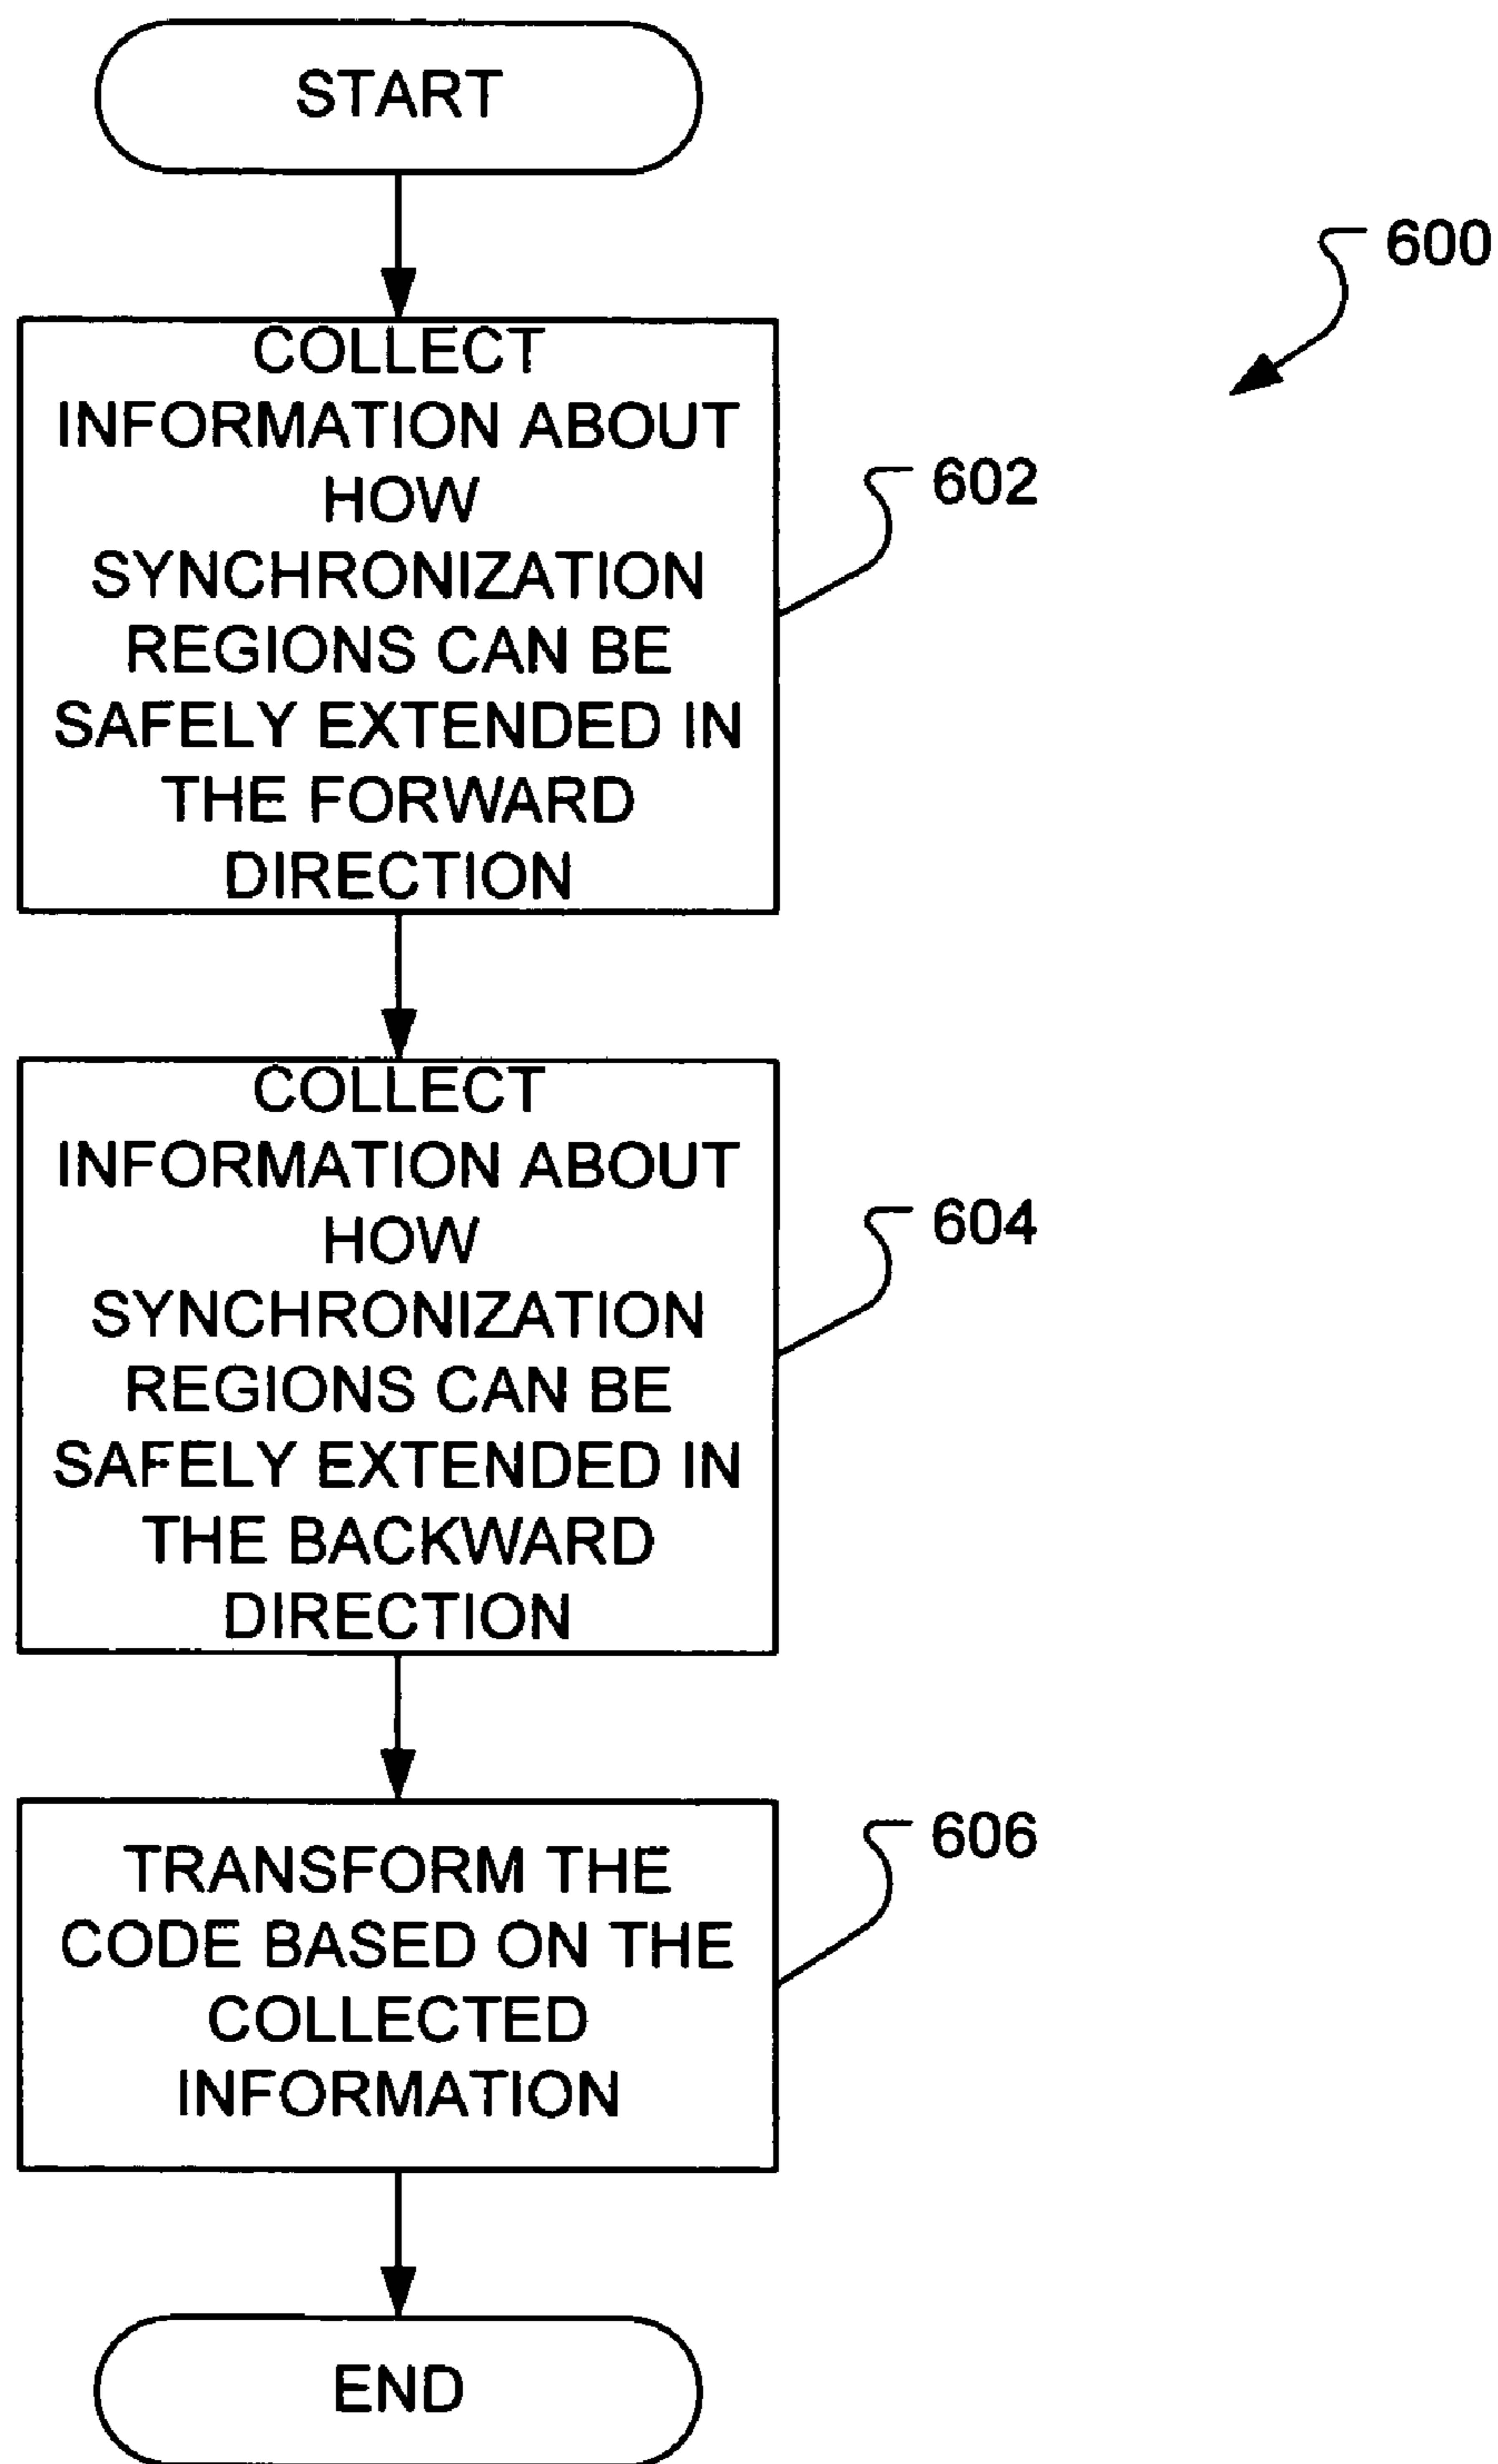 START
600
COLLECT
INFORMATION ABOUT
HOW
SYNCHRONIZATION
REGIONS CAN BE
SAFELY EXTENDED IN
THE FORWARD
DIRECTION
602
COLLECT
INFORMATION ABOUT
HOW
SYNCHRONIZATION
REGIONS CAN BE
SAFELY EXTENDED IN
THE BACKWARD
DIRECTION
604
TRANSFORM THE
CODE BASED ON THE
COLLECTED
INFORMATION
606
END